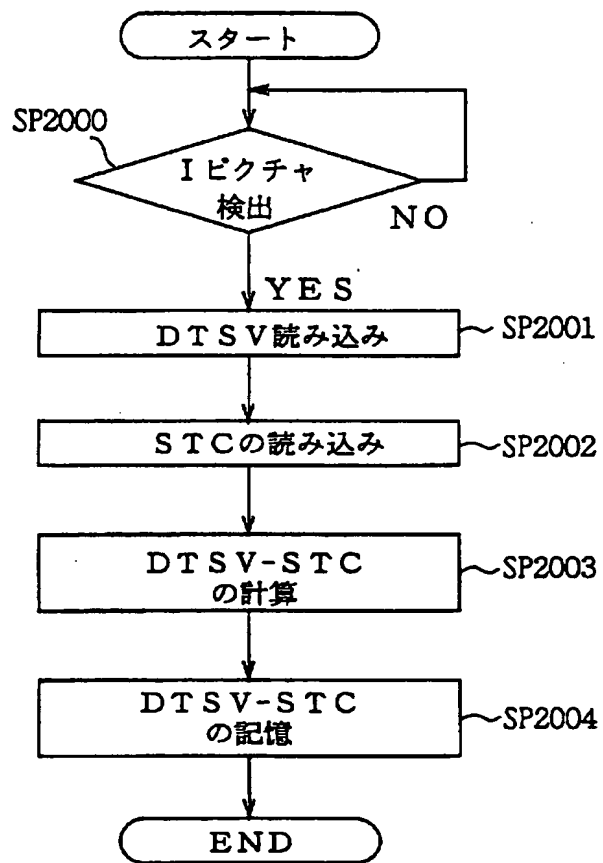 スタート
SP2000
Iピクチャ
検出
NO
YES
DTSV読み込み
SP2001
STCの読み込み
SP2002
DTSV-STC
の計算
SP2003
DTSV-STC
の記憶
SP2004
END